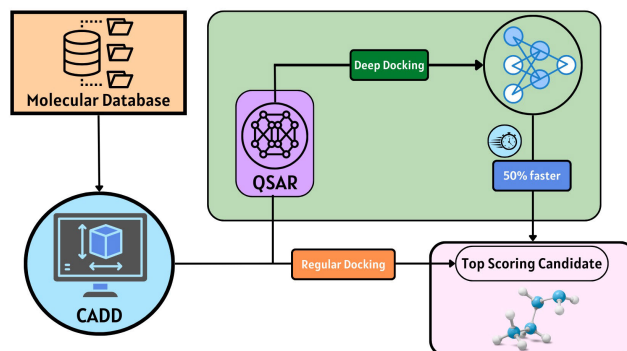 Molecular Database
Deep Docking
QSAR
50% faster
CADD
Regular Docking
Top Scoring Candidate